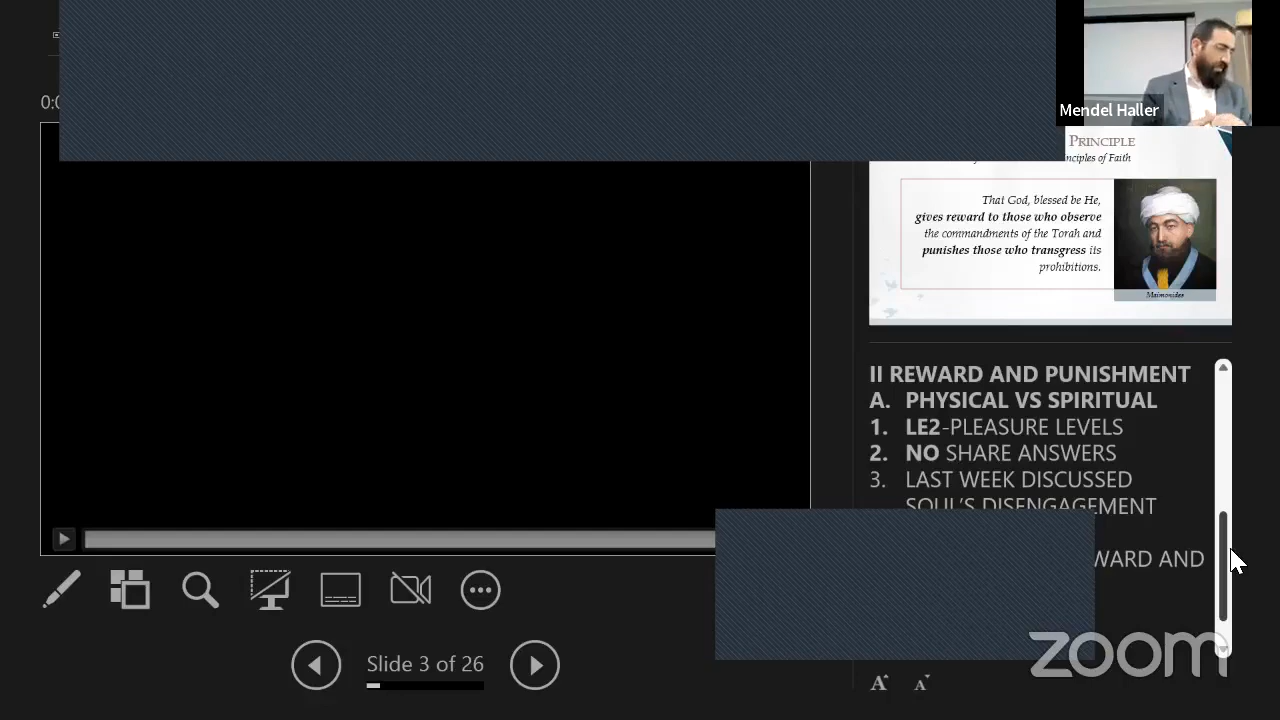 0:0
Mendel Haller
PRINCIPLE
nciples of Faith
That God, blessed be He,
gives reward to those who observe
the commandments of the Torah and
punishes those who transgress its
prohibitions.
Maimonides
II REWARD AND PUNISHMENT
A. PHYSICAL VS SPIRITUAL
1. LE2-PLEASURE LEVELS
2. NO SHARE ANSWERS
3. LAST WEEK DISCUSSED
SOUL'S DISENGAGEMENT
WARD AND
Slide 3 of 26
zoom
A A